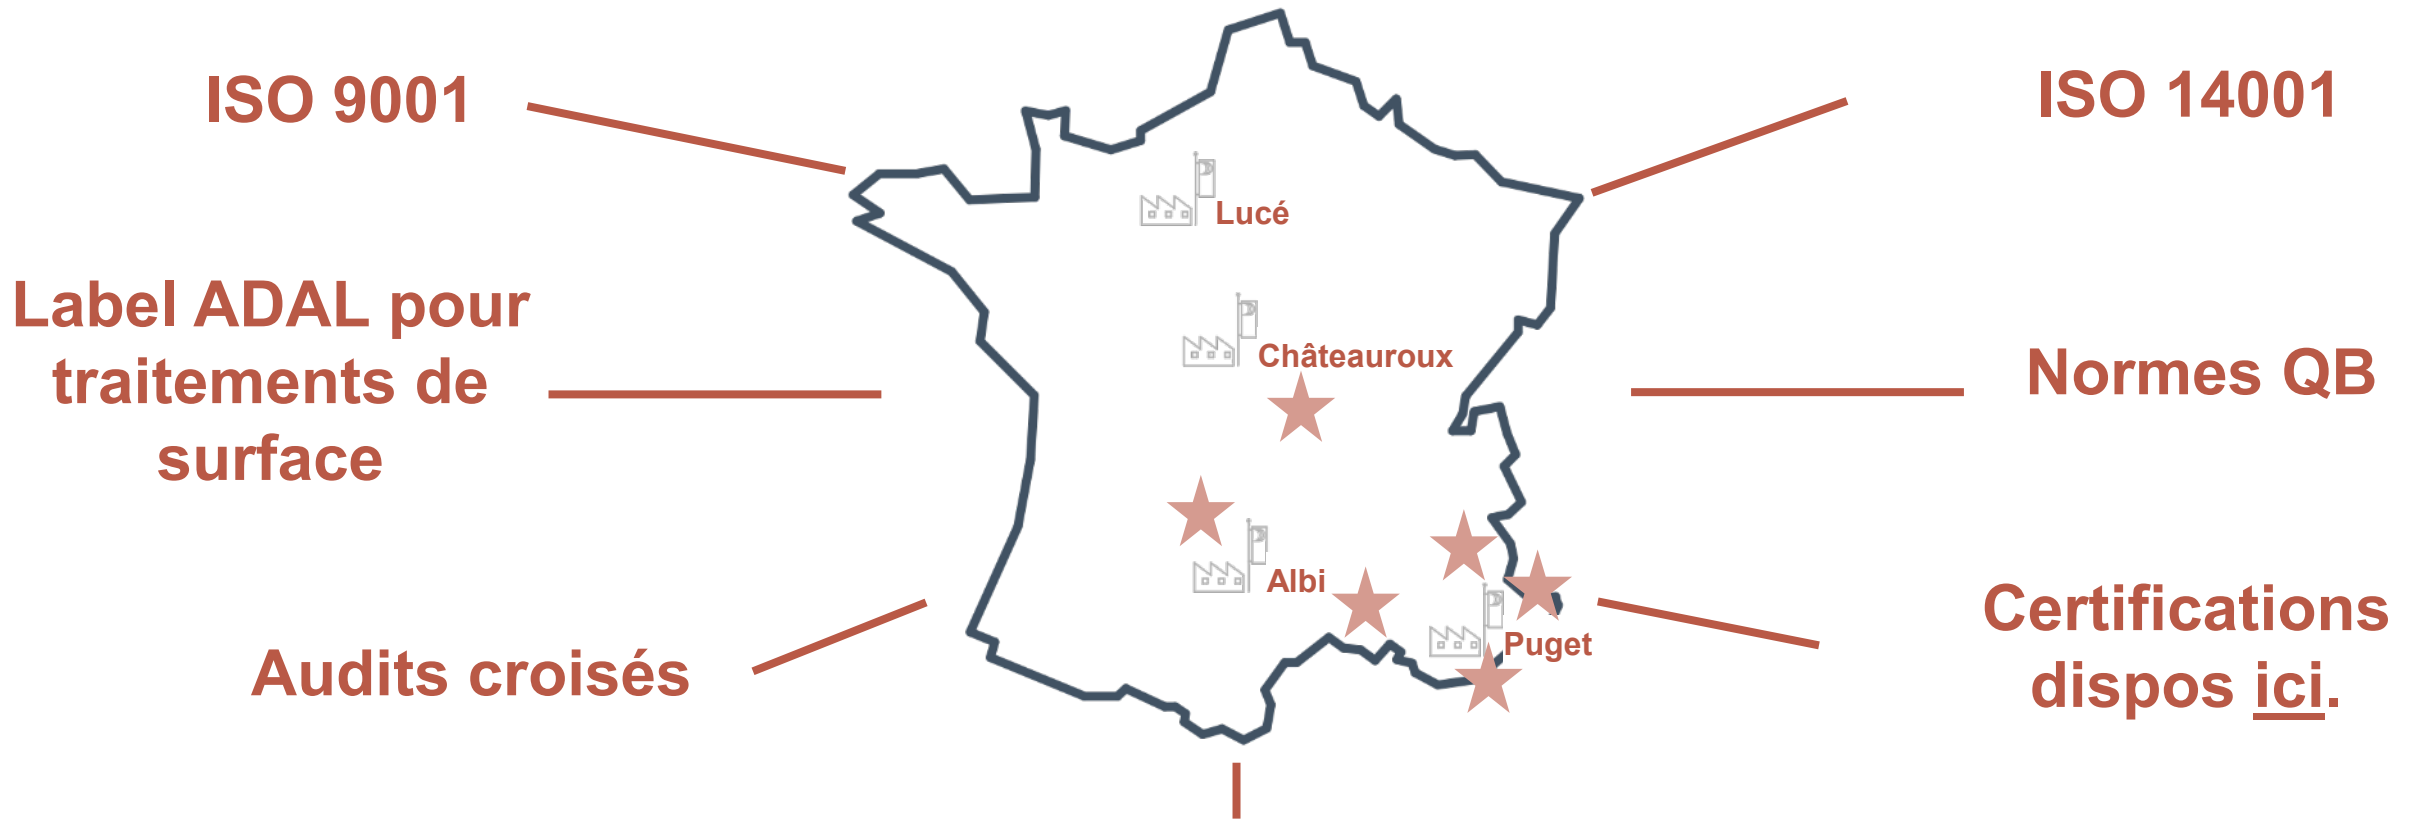 ISO 9001
ISO 14001
Lucé
Label ADAL pour
traitements de
surface
Châteauroux
Normes QB
Albi
Puget
Audits croisés
Certifications
dispos ici.